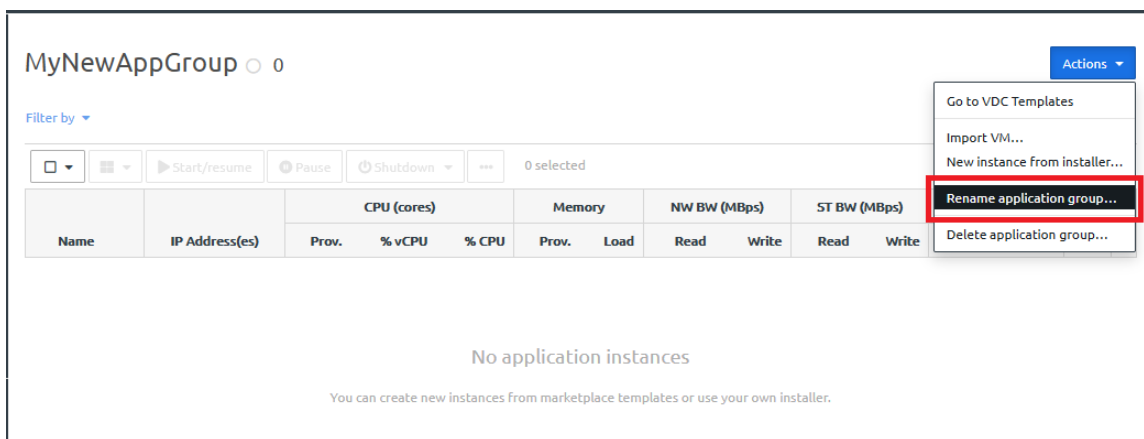 MyNewAppGroup 0
Actions
Filter by
Go to VDC Templates
Import VM...
New instance from installer...
Rename application group...
Delete application group...
Start/resume Pause Shutdown ... 0 selected
CPU (cores) Memory NW BW (MBps) ST BW (MBps)
Name IP Address(es) Prov. % vCPU % CPU Prov. Load Read Write Read Write
No application instances
You can create new instances from marketplace templates or use your own installer.